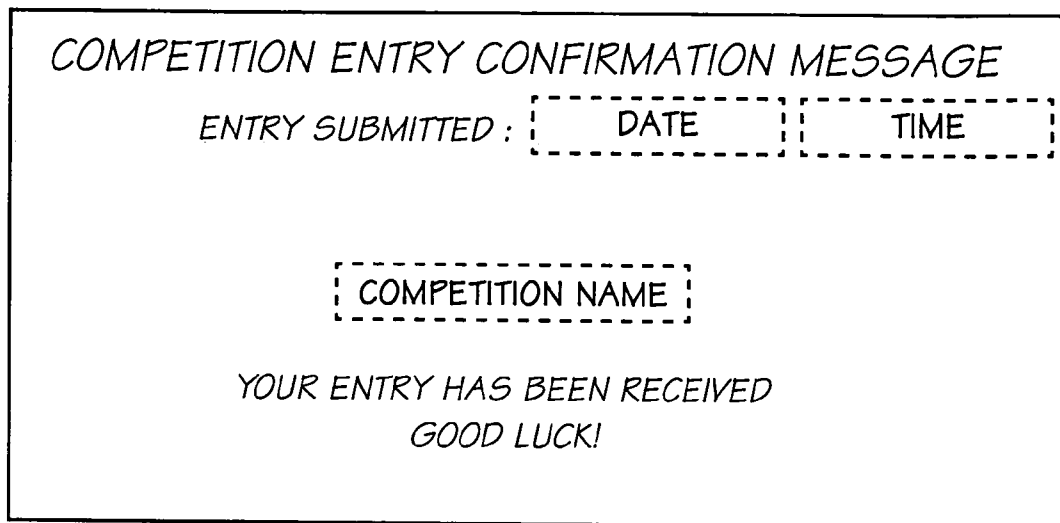 COMPETITION ENTRY CONFIRMATION MESSAGE
ENTRY SUBMITTED : DATE TIME
COMPETITION NAME
YOUR ENTRY HAS BEEN RECEIVED
GOOD LUCK!